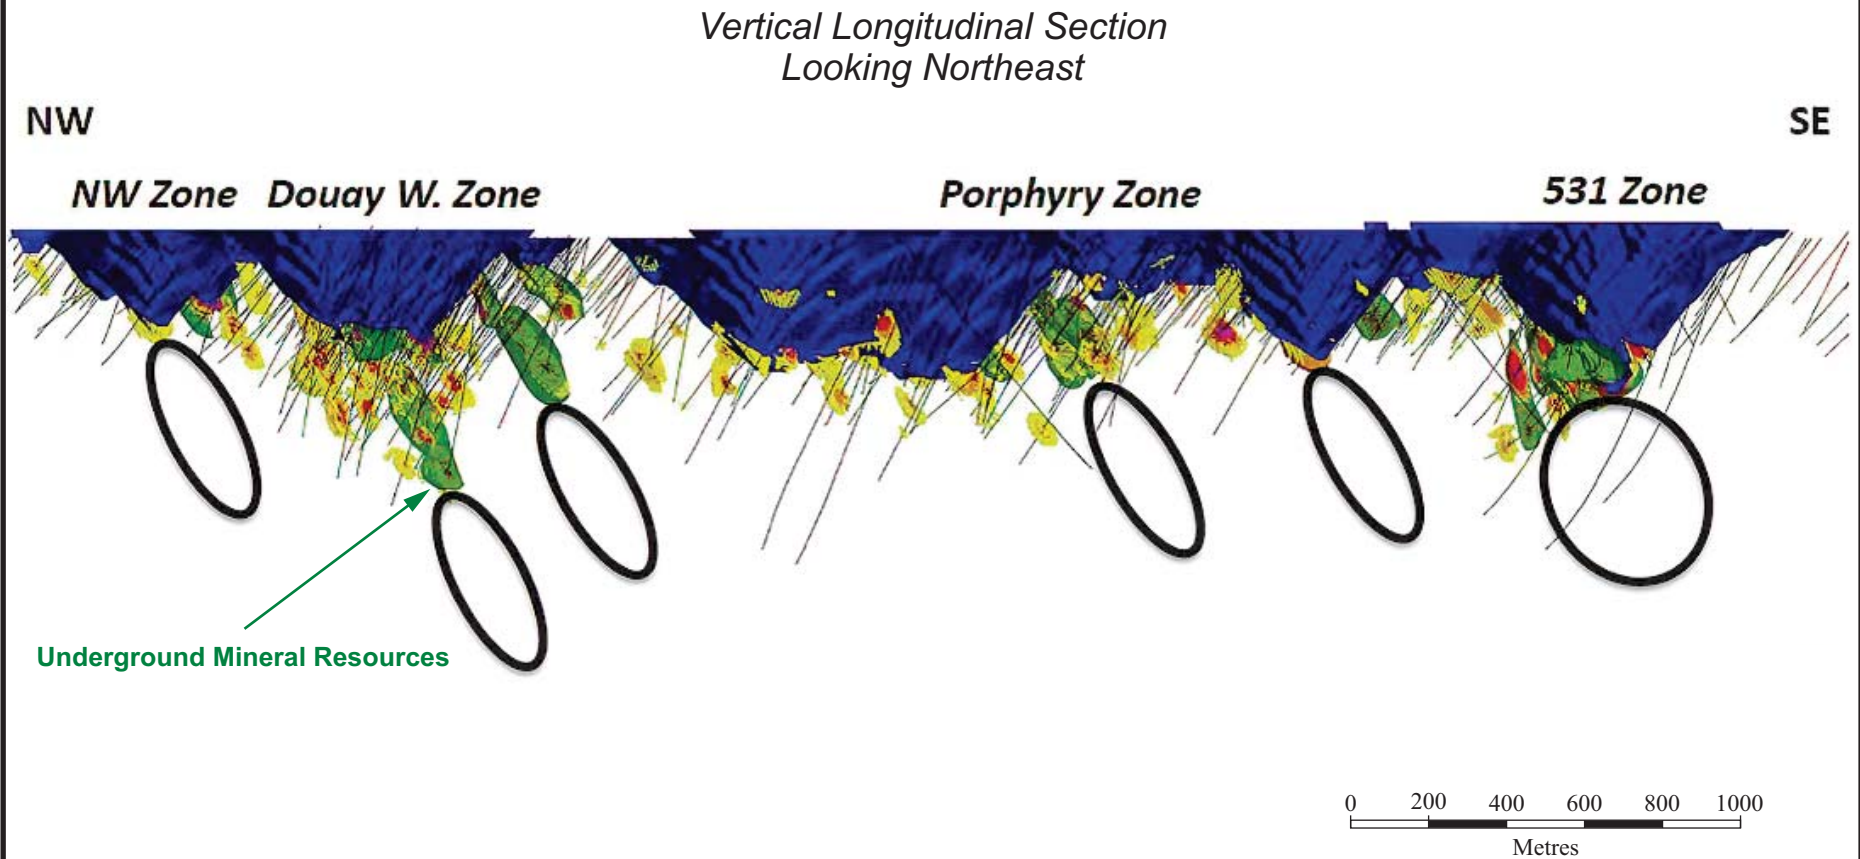 Vertical Longitudinal Section
Looking Northeast
NW
SE
NW Zone
Douay W. Zone
Porphyry Zone
531 Zone
Underground Mineral Resources
0 200 400 600 800 1000
Metres